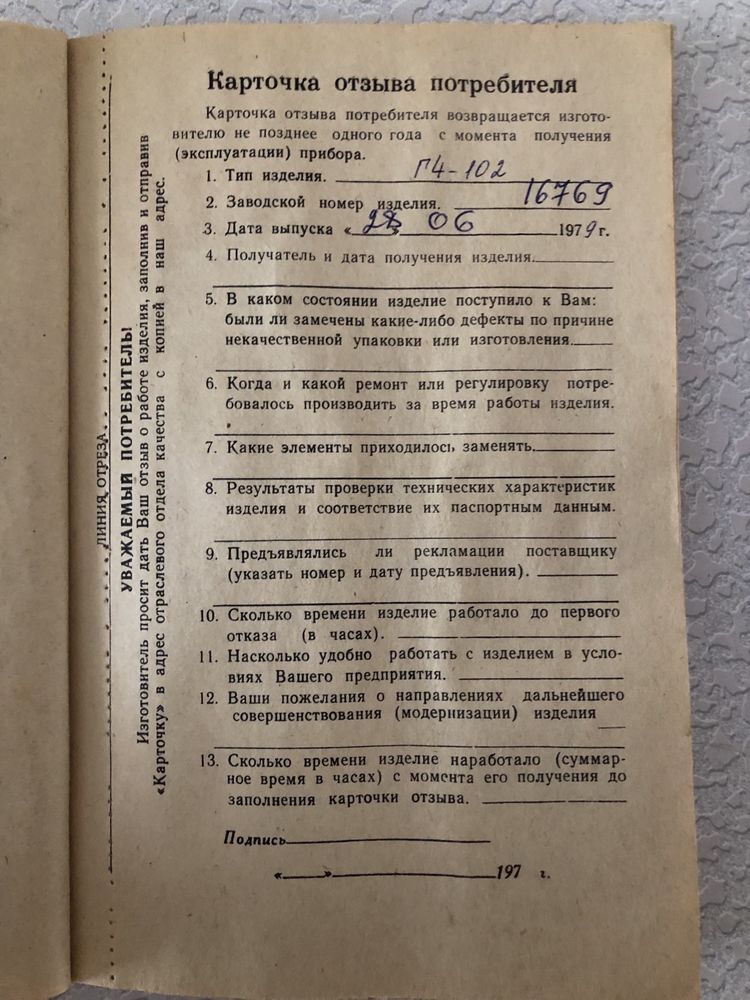 Карточка отзыва потребителя
Карточка отзыва потребителя возвращается изгото-
вителю не позднее одного года с момента получения
(эксплуатации) прибора.
1. Тип изделия. Г4-102
2. Заводской номер изделия. 16769
3. Дата выпуска « » 06 1979 г.
4. Получатель и дата получения изделия.
5. В каком состоянии изделие поступило к Вам:
были ли замечены какие-либо дефекты по причине
некачественной упаковки или изготовления.
6. Когда и какой ремонт или регулировку потре-
бовалось производить за время работы изделия.
7. Какие элементы приходилось заменять.
8. Результаты проверки технических характеристик
изделия и соответствие их паспортным данным.
9. Предъявлялись ли рекламации поставщику
(указать номер и дату предъявления).
10. Сколько времени изделие работало до первого
отказа (в часах).
11. Насколько удобно работать с изделием в усло-
виях Вашего предприятия.
12. Ваши пожелания о направлениях дальнейшего
совершенствования (модернизации) изделия
13. Сколько времени изделие наработало (суммар-
ное время в часах) с момента его получения до
заполнения карточки отзыва.
Подпись
« » 197 г.
ЛИНИЯ ОТРЕЗА
УВАЖАЕМЫЙ ПОТРЕБИТЕЛЬ!
Изготовитель просит дать Ваш отзыв о работе изделия, заполнив и отправив
«Карточку» в адрес отраслевого отдела качества с копией в наш адрес.